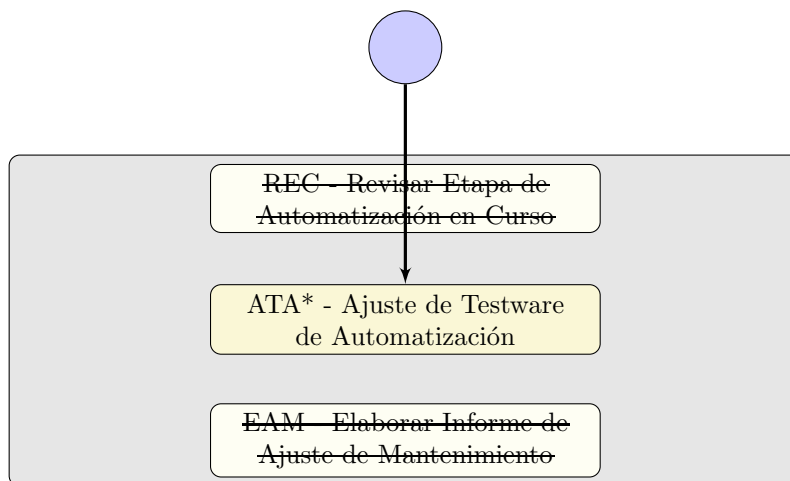 REC - Revisar Etapa de
Automatización en Curso
ATA* - Ajuste de Testware
de Automatización
EAM - Elaborar Informe de
Ajuste de Mantenimiento